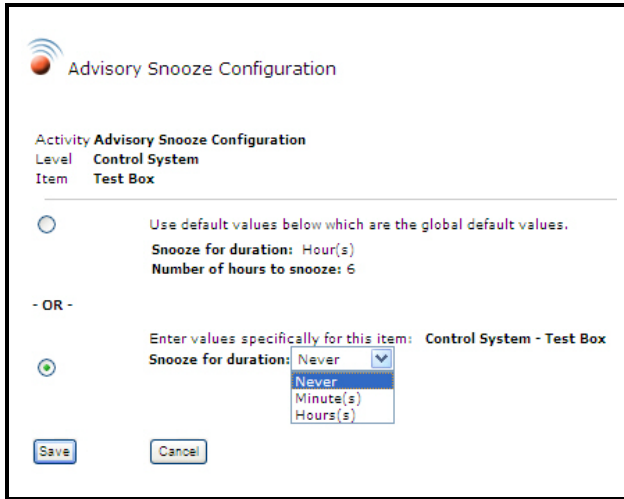 Advisory Snooze Configuration
Activity Advisory Snooze Configuration
Level Control System
Item Test Box
Use default values below which are the global default values.
Snooze for duration: Hour(s)
Number of hours to snooze: 6
- OR -
Enter values specifically for this item: Control System - Test Box
Snooze for duration: Never
Never
Minute(s)
Hours(s)
Save Cancel